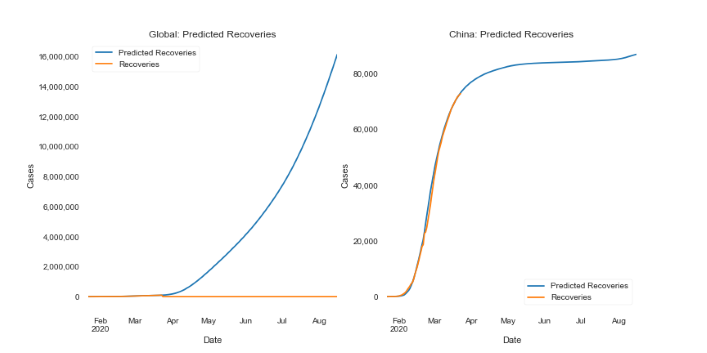 Global: Predicted Recoveries
Predicted Recoveries
Recoveries
16,000,000
14,000,000
12,000,000
10,000,000
8,000,000
6,000,000
4,000,000
2,000,000
0
Cases
Feb Mar Apr May Jun Jul Aug
2020
Date
China: Predicted Recoveries
80,000
60,000
40,000
20,000
0
Cases
Predicted Recoveries
Recoveries
Feb Mar Apr May Jun Jul Aug
2020
Date